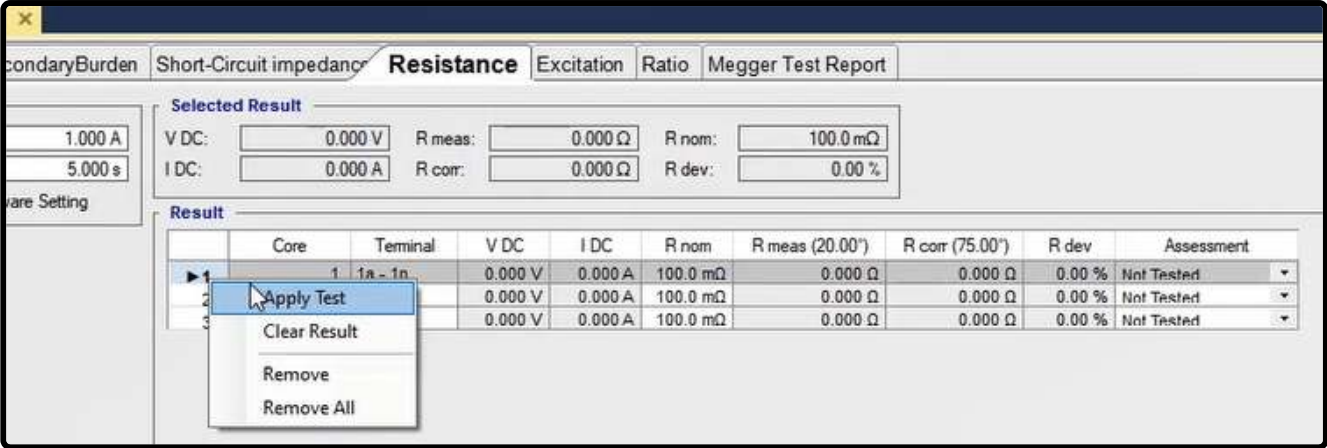 condaryBurden Short-Circuit impedanc Resistance Excitation Ratio Megger Test Report
Selected Result
1.000 A V DC: 0.000 V R meas: 0.000 Ω R nom: 100.0 mΩ
5.000 s I DC: 0.000 A R corr: 0.000 Ω R dev: 0.00 %
vare Setting
Result
Core Terminal V DC I DC R nom R meas (20.00°) R corr (75.00°) R dev Assessment
1 1 1a - 1n 0.000 V 0.000 A 100.0 mΩ 0.000 Ω 0.000 Ω 0.00 % Not Tested
2 0.000 V 0.000 A 100.0 mΩ 0.000 Ω 0.000 Ω 0.00 % Not Tested
3 0.000 V 0.000 A 100.0 mΩ 0.000 Ω 0.000 Ω 0.00 % Not Tested
Apply Test
Clear Result
Remove
Remove All